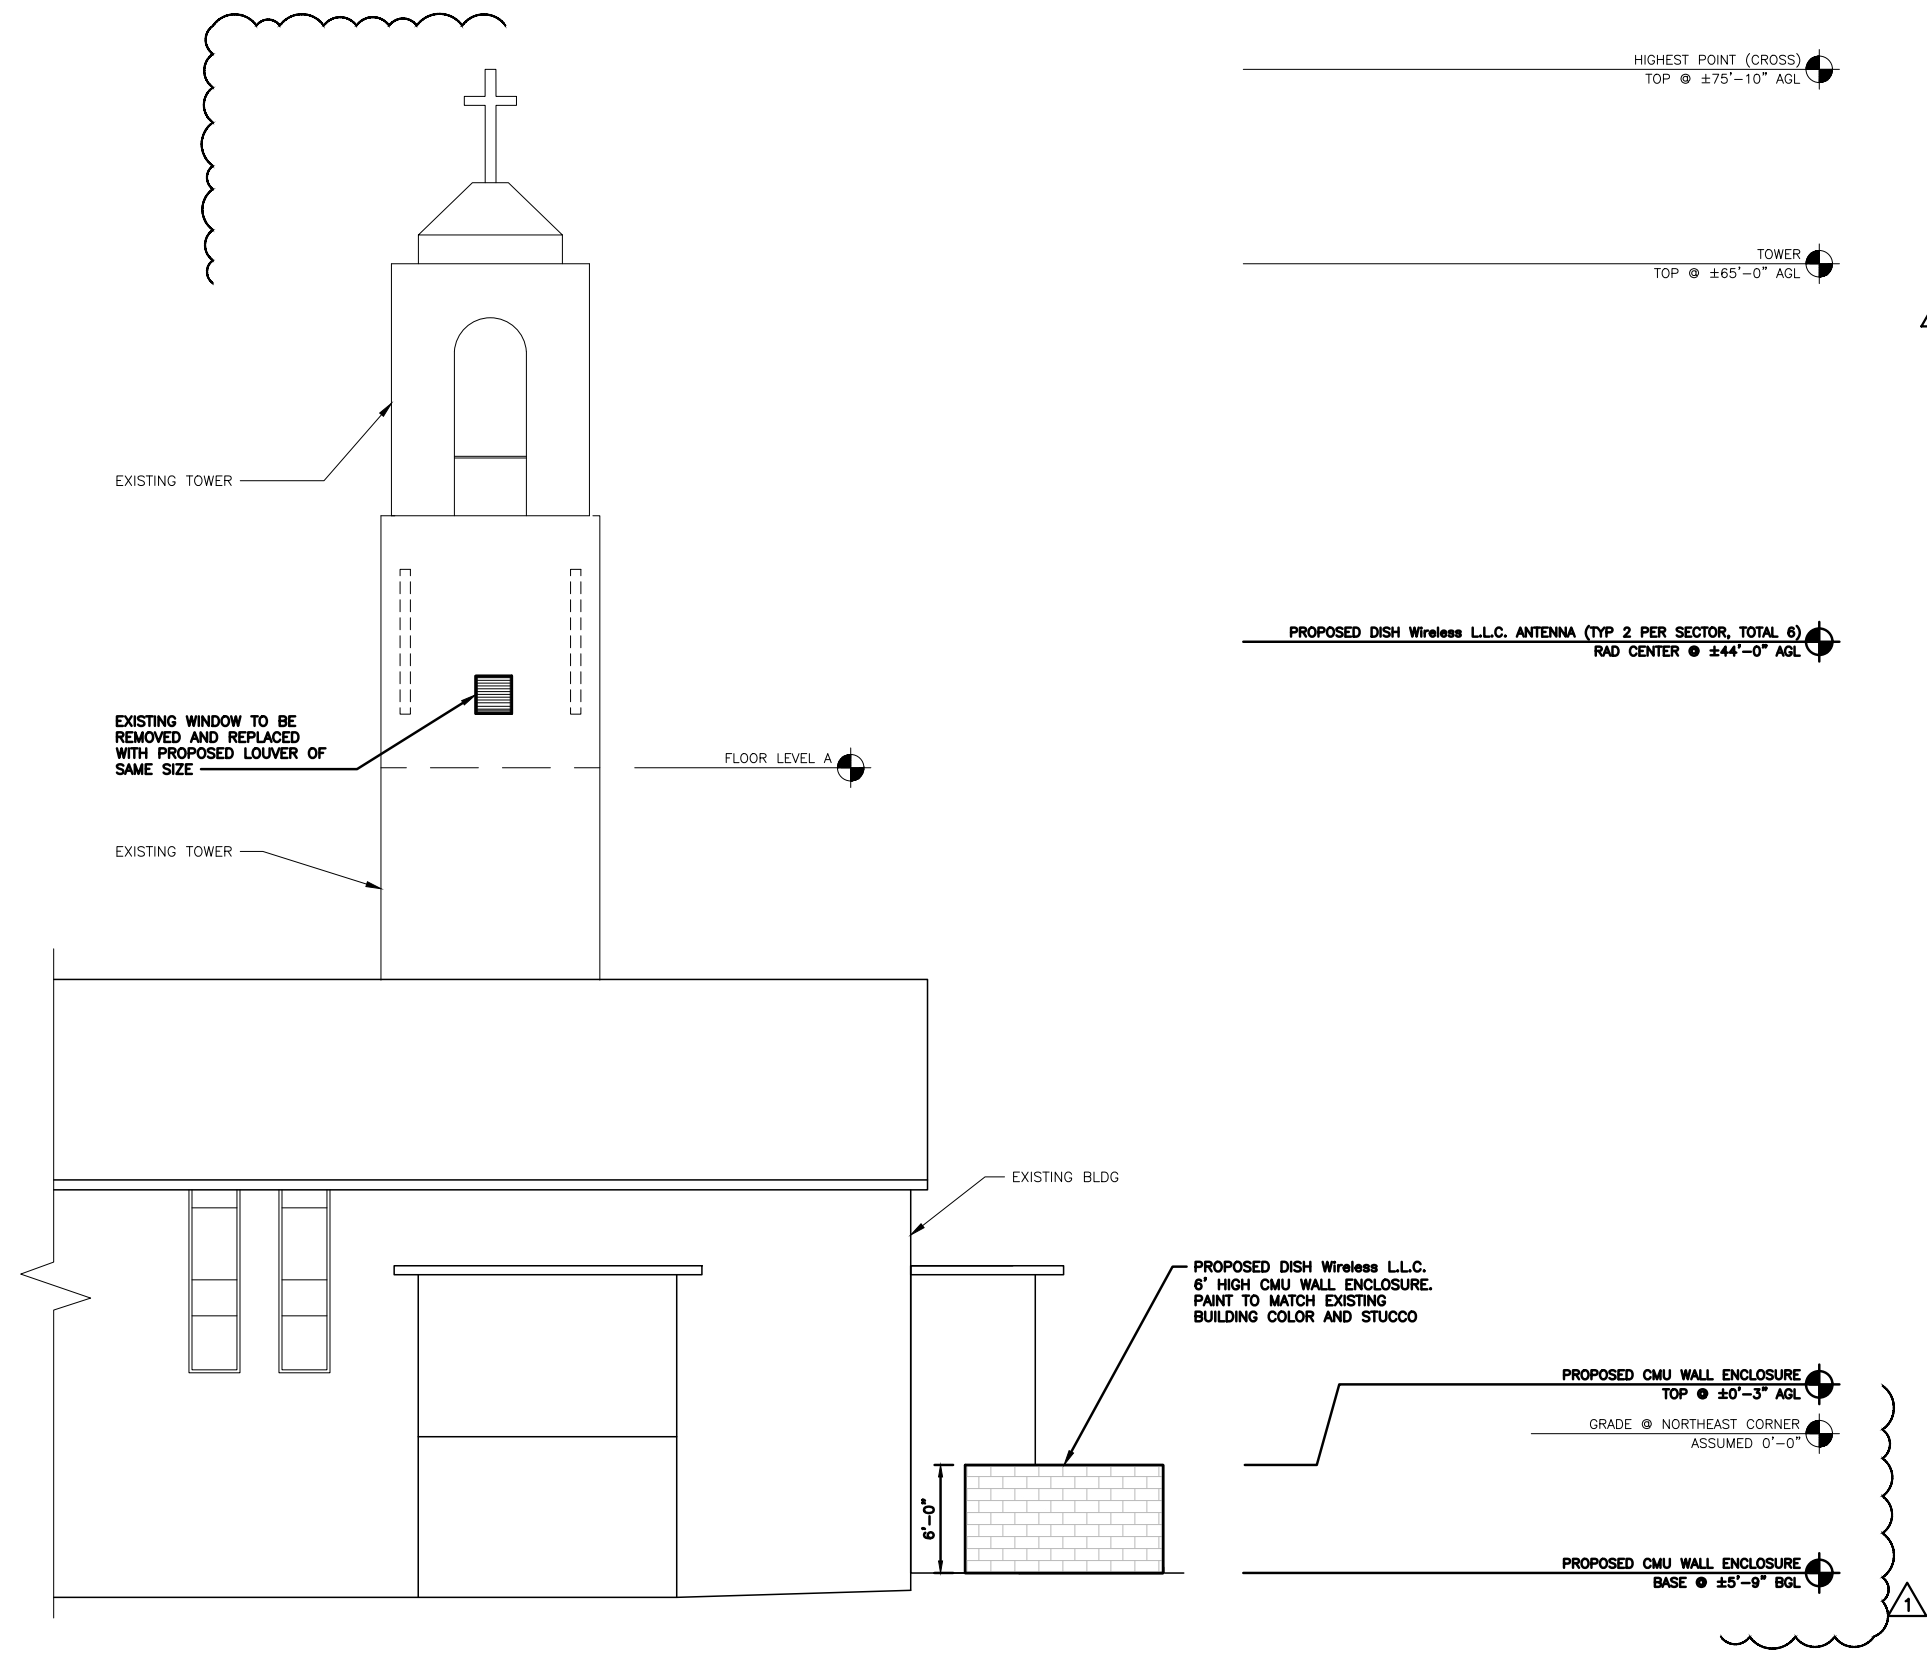 HIGHEST POINT (CROSS)
TOP @ ±75'-10" AGL
TOWER
TOP @ ±65'-0" AGL
EXISTING TOWER
PROPOSED DISH Wireless L.L.C. ANTENNA (TYP 2 PER SECTOR, TOTAL 6)
RAD CENTER @ ±44'-0" AGL
EXISTING WINDOW TO BE
REMOVED AND REPLACED
WITH PROPOSED LOUVER OF
SAME SIZE
FLOOR LEVEL A
EXISTING TOWER
EXISTING BLDG
PROPOSED DISH Wireless L.L.C.
6' HIGH CMU WALL ENCLOSURE.
PAINT TO MATCH EXISTING
BUILDING COLOR AND STUCCO
PROPOSED CMU WALL ENCLOSURE
TOP @ ±0'-3" AGL
GRADE @ NORTHEAST CORNER
ASSUMED 0'-0"
6'-0"
PROPOSED CMU WALL ENCLOSURE
BASE @ ±5'-9" BGL
1